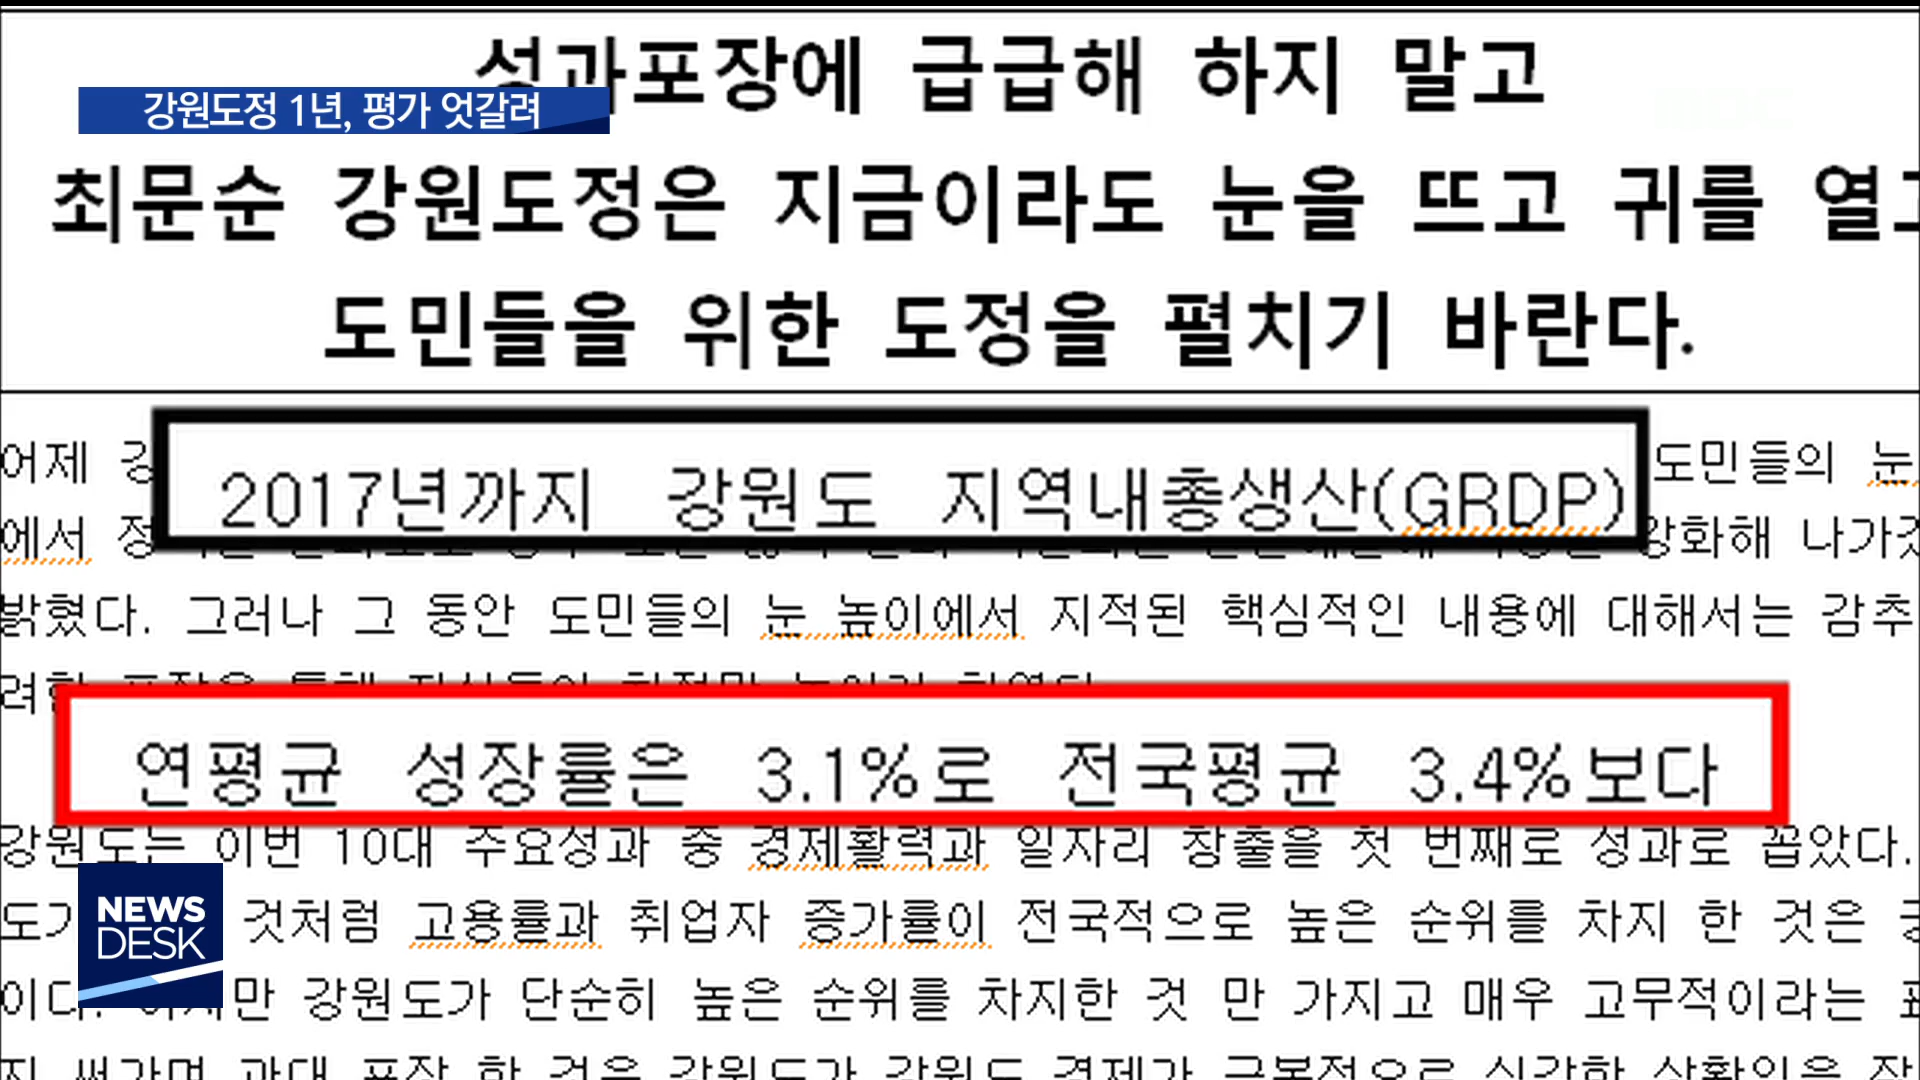 성과포장에 급급해 하지 말고
강원도정 1년, 평가 엇갈려
최문순 강원도정은 지금이라도 눈을 뜨고 귀를 열고
도민들을 위한 도정을 펼치기 바란다.
어제 강
2017년까지 강원도 지역내총생산(GRDP)
도민들의 눈
에서
강화해 나가겠
밝혔다. 그러나 그 동안 도민들의 눈 높이에서 지적된 핵심적인 내용에 대해서는 감추
연평균 성장률은 3.1%로 전국평균 3.4%보다
강원도는 이번 10대 주요성과 중 경제활력과 일자리 창출을 첫 번째로 성과로 꼽았다.
것처럼 고용률과 취업자 증가율이 전국적으로 높은 순위를 차지 한 것은
만 강원도가 단순히 높은 순위를 차지한 것 만 가지고 매우 고무적이라는
NEWS
DESK